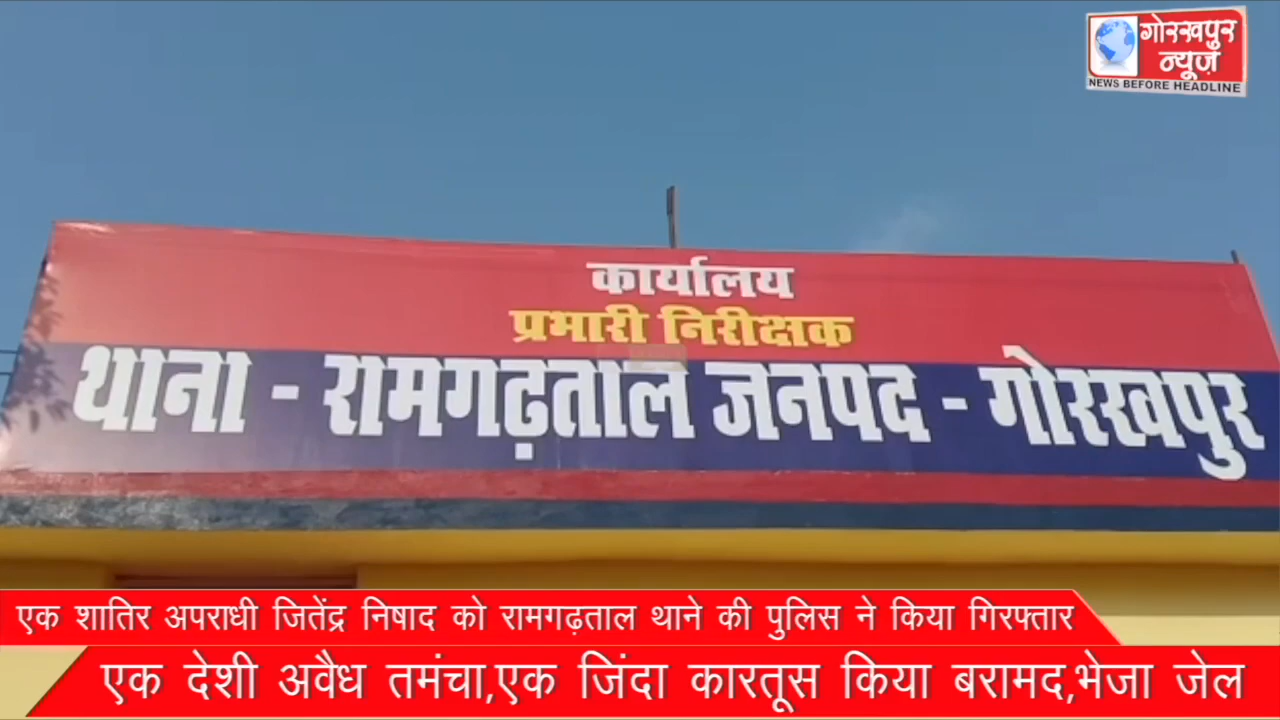 गोरखपुर
न्यूज़
NEWS BEFORE HEADLINE
कार्यालय
प्रभारी निरीक्षक
थाना - रामगढ़ताल जनपद - गोरखपुर
एक शातिर अपराधी जितेंद्र निषाद को रामगढ़ताल थाने की पुलिस ने किया गिरफ्तार
एक देशी अवैध तमंचा,एक जिंदा कारतूस किया बरामद,भेजा जेल